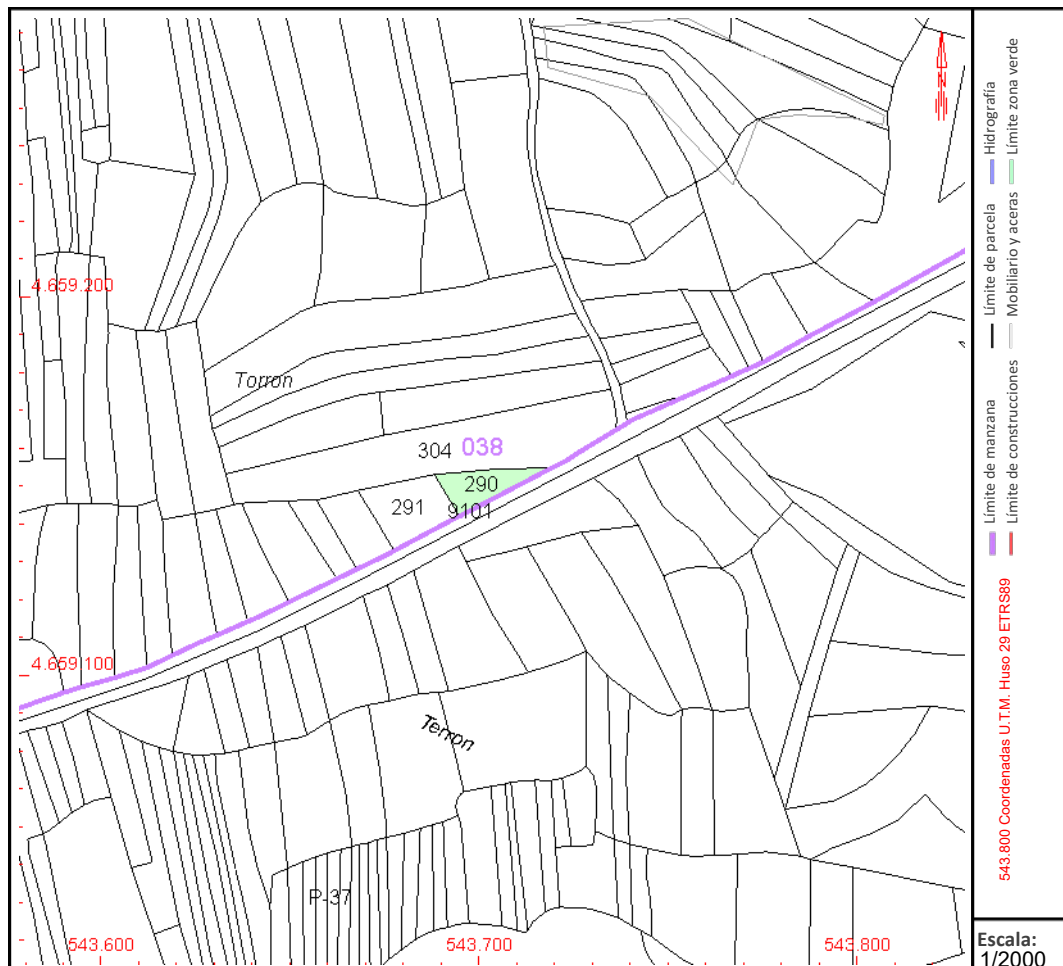 4.659.200
Torron
304 038
290
291
9101
4.659.100
Terron
P-37
543.600
543.700
543.800
Límite de manzana
Límite de parcela
Hidrografía
Límite de construcciones
Mobiliario y aceras
Límite zona verde
543.800 Coordenadas U.T.M. Huso 29 ETRS89
N
Escala:
1/2000